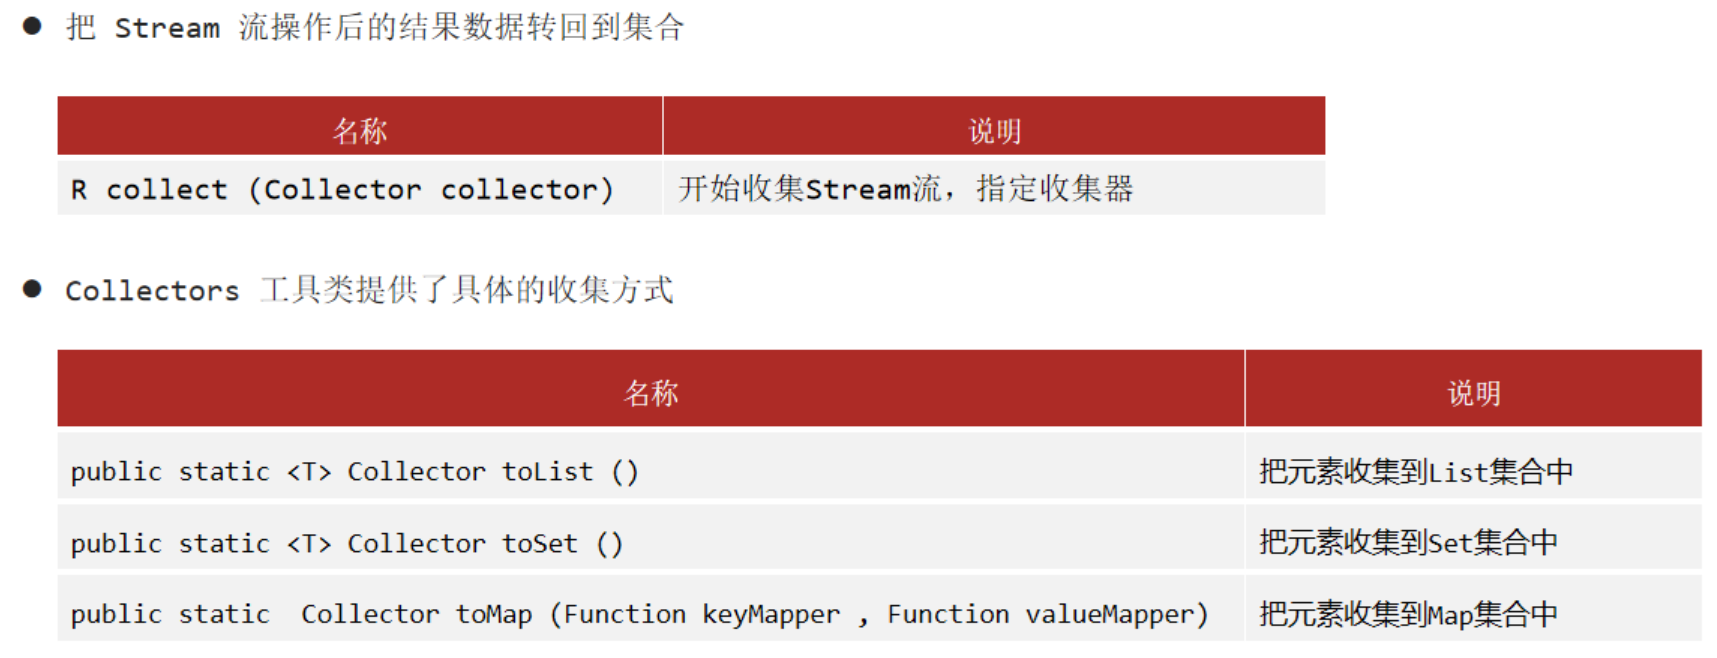 ● 把 Stream 流操作后的结果数据转回到集合
名称 说明
R collect (Collector collector) 开始收集Stream流，指定收集器
● Collectors 工具类提供了具体的收集方式
名称 说明
public static <T> Collector toList () 把元素收集到List集合中
public static <T> Collector toSet () 把元素收集到Set集合中
public static  Collector toMap (Function keyMapper , Function valueMapper) 把元素收集到Map集合中